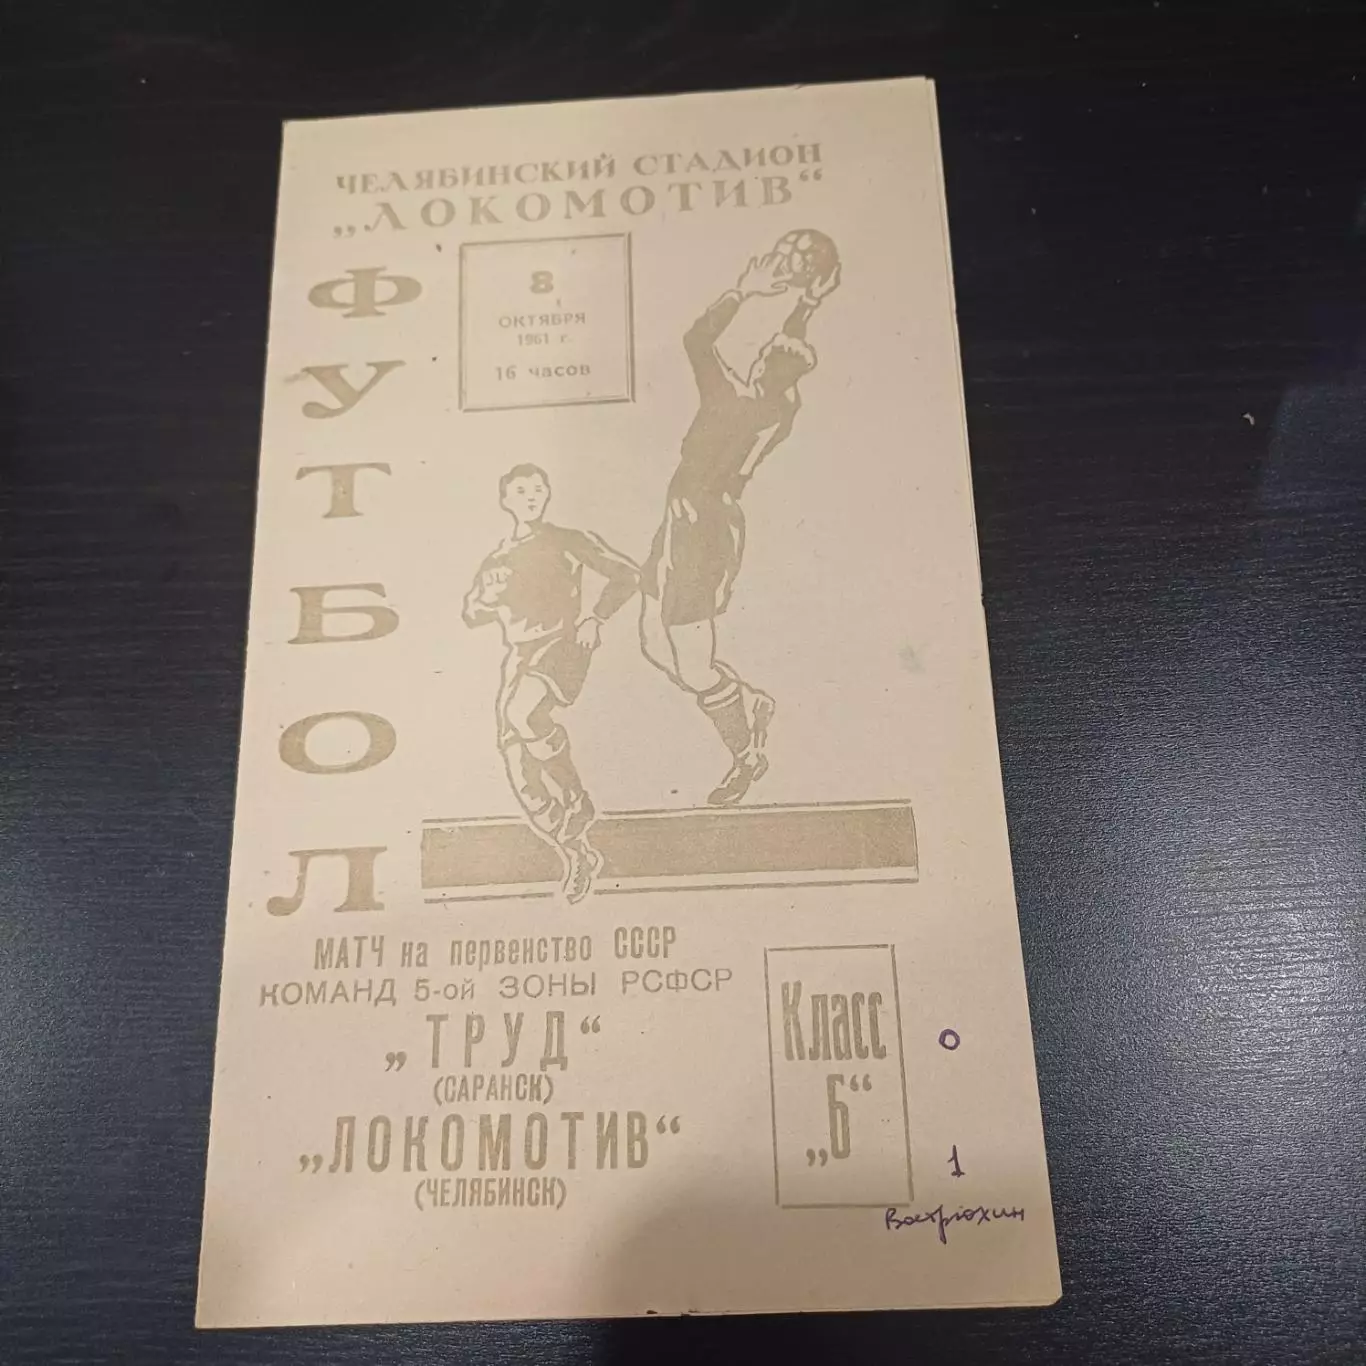 ЧЕЛЯБИНСКИЙ СТАДИОН
„ЛОКОМОТИВ“
ФУТБОЛ
8
ОКТЯБРЯ
1961 г.
16 часов
МАТЧ на первенство СССР
КОМАНД 5-ой ЗОНЫ РСФСР
„ТРУД“
(САРАНСК)
„ЛОКОМОТИВ“
(ЧЕЛЯБИНСК)
Класс
„Б“
0
1
Вострюхин